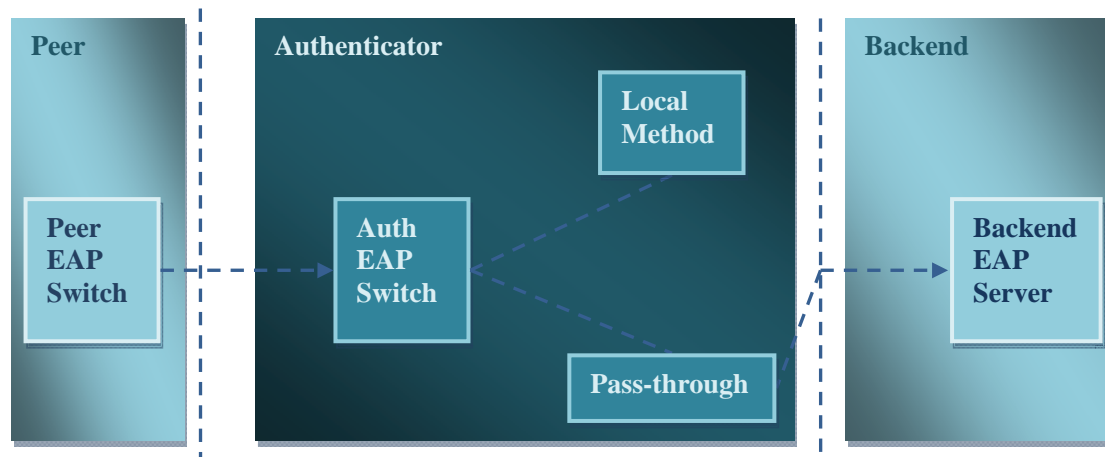 Peer
Authenticator
Backend
Local
Method
Peer
EAP
Switch
Auth
EAP
Switch
Backend
EAP
Server
Pass-through